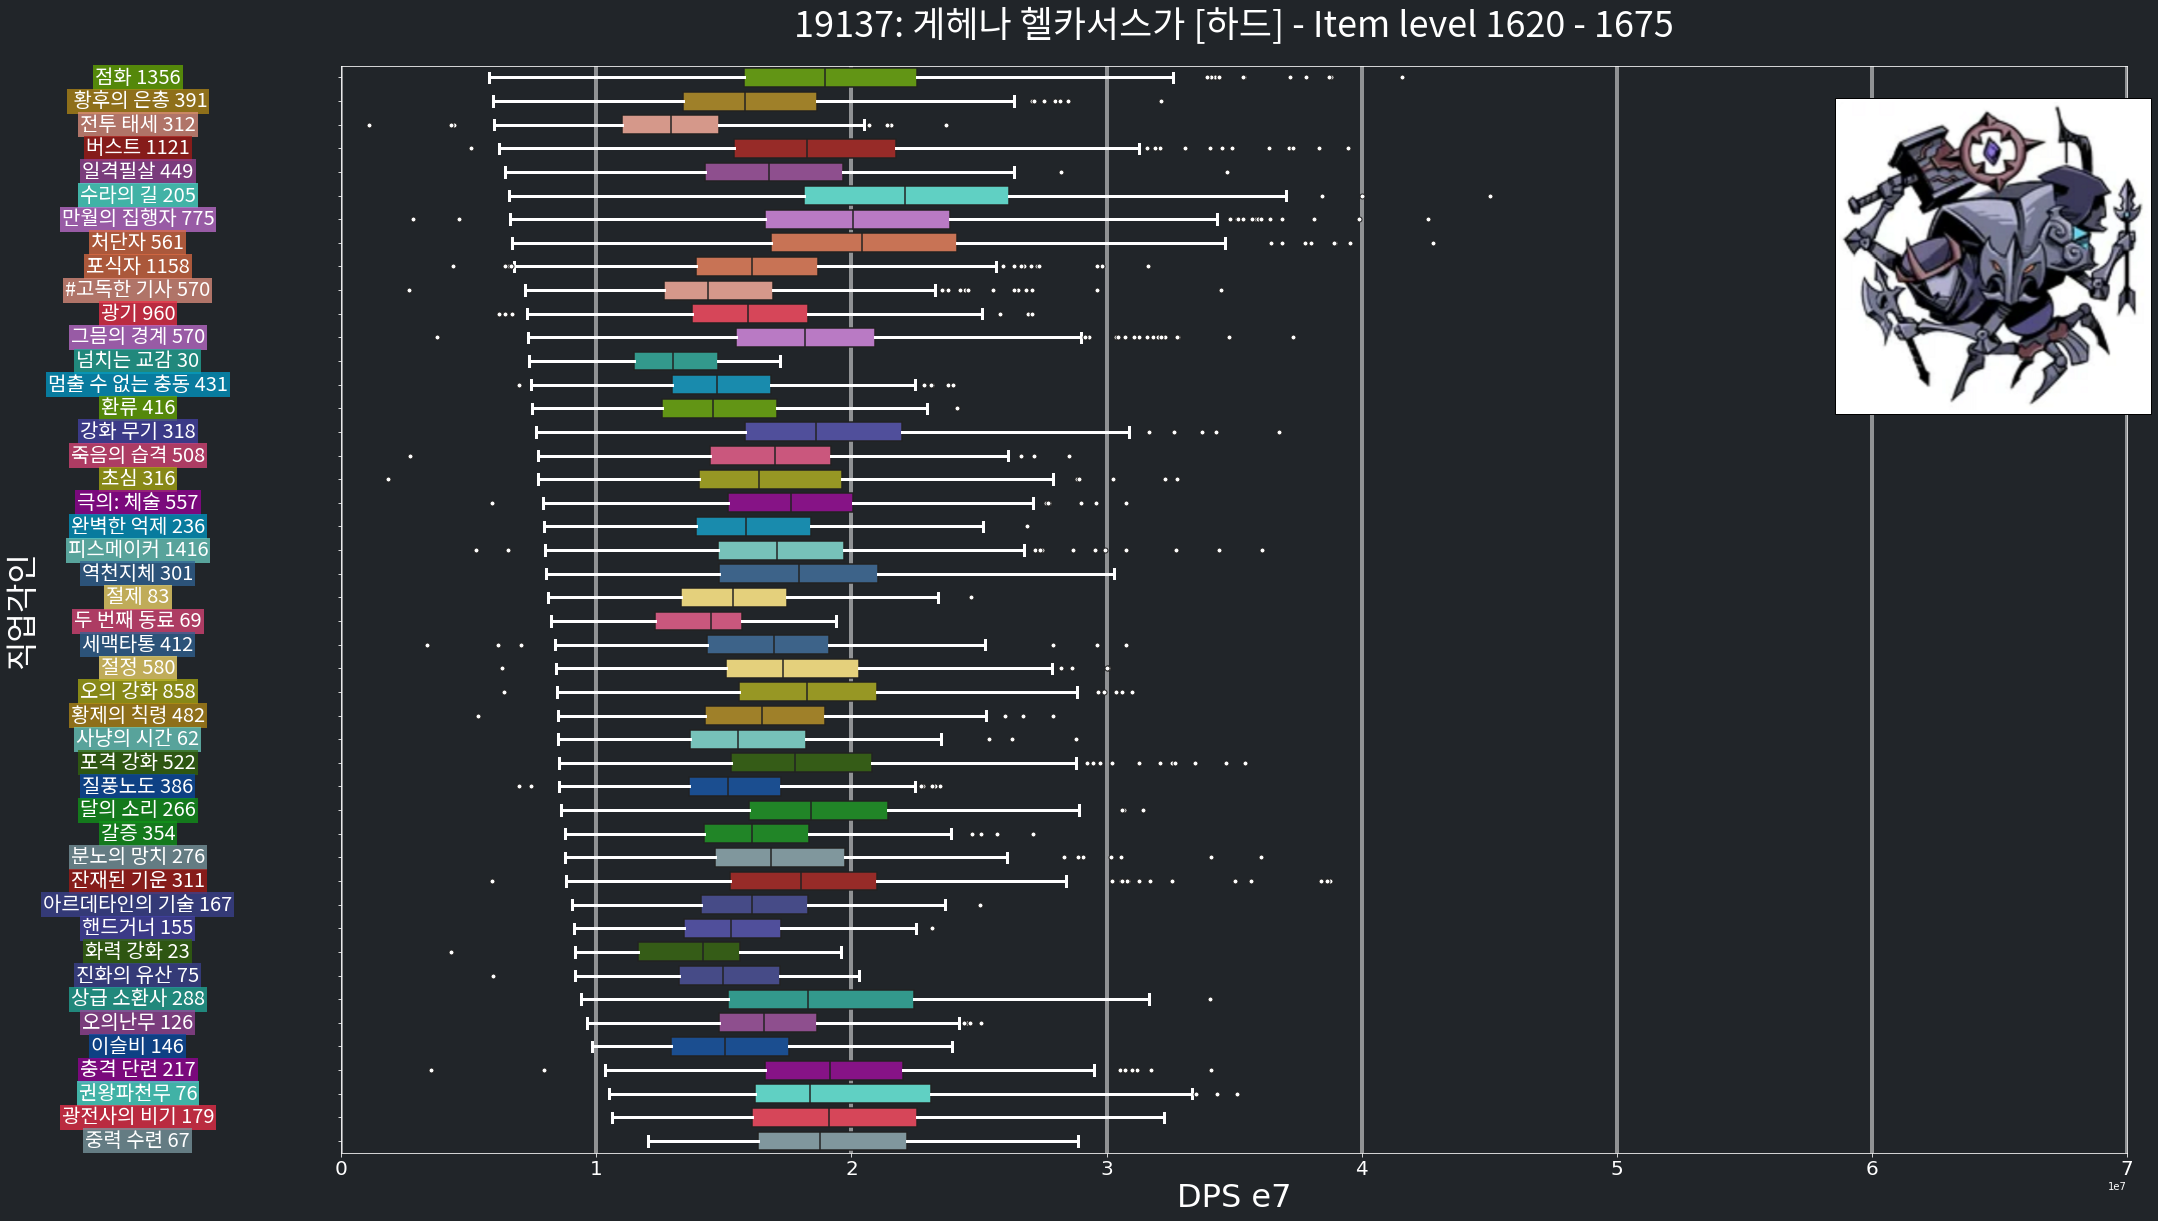 19137: 게헤나 헬카서스가 [하드] - Item level 1620 - 1675
점화 1356
황후의 은총 391
전투 태세 312
버스트 1121
일격필살 449
수라의 길 205
만월의 집행자 775
처단자 561
포식자 1158
#고독한 기사 570
광기 960
그믐의 경계 570
넘치는 교감 30
멈출 수 없는 충동 431
환류 416
강화 무기 318
죽음의 습격 508
초심 316
극의: 체술 557
완벽한 억제 236
피스메이커 1416
역천지체 301
절제 83
두 번째 동료 69
세맥타통 412
절정 580
오의 강화 858
황제의 칙령 482
사냥의 시간 62
포격 강화 522
질풍노도 386
달의 소리 266
갈증 354
분노의 망치 276
잔재된 기운 311
아르데타인의 기술 167
핸드거너 155
화력 강화 23
진화의 유산 75
상급 소환사 288
오의난무 126
이슬비 146
충격 단련 217
권왕파천무 76
광전사의 비기 179
중력 수련 67
직업각인
0 1 2 3 4 5 6 7
1e7
DPS e7